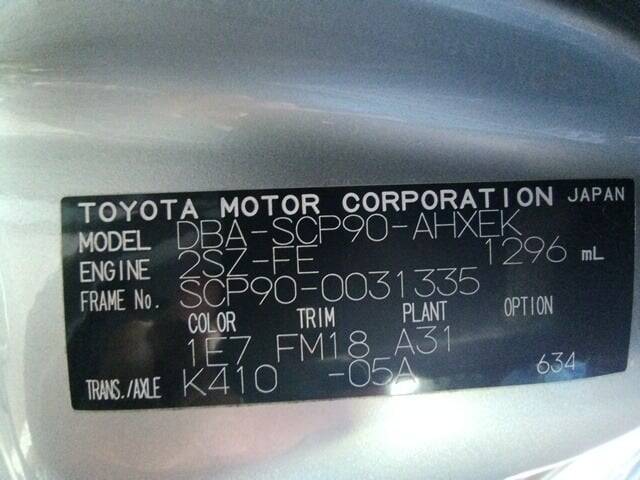 TOYOTA MOTOR CORPORATION JAPAN
MODEL DBA-SCP90-AHXEK
ENGINE 2SZ-FE 1296 mL
FRAME No. SCP90-0031335
COLOR TRIM PLANT OPTION
1E7 FM18 A31
TRANS./AXLE K410 -05A 634